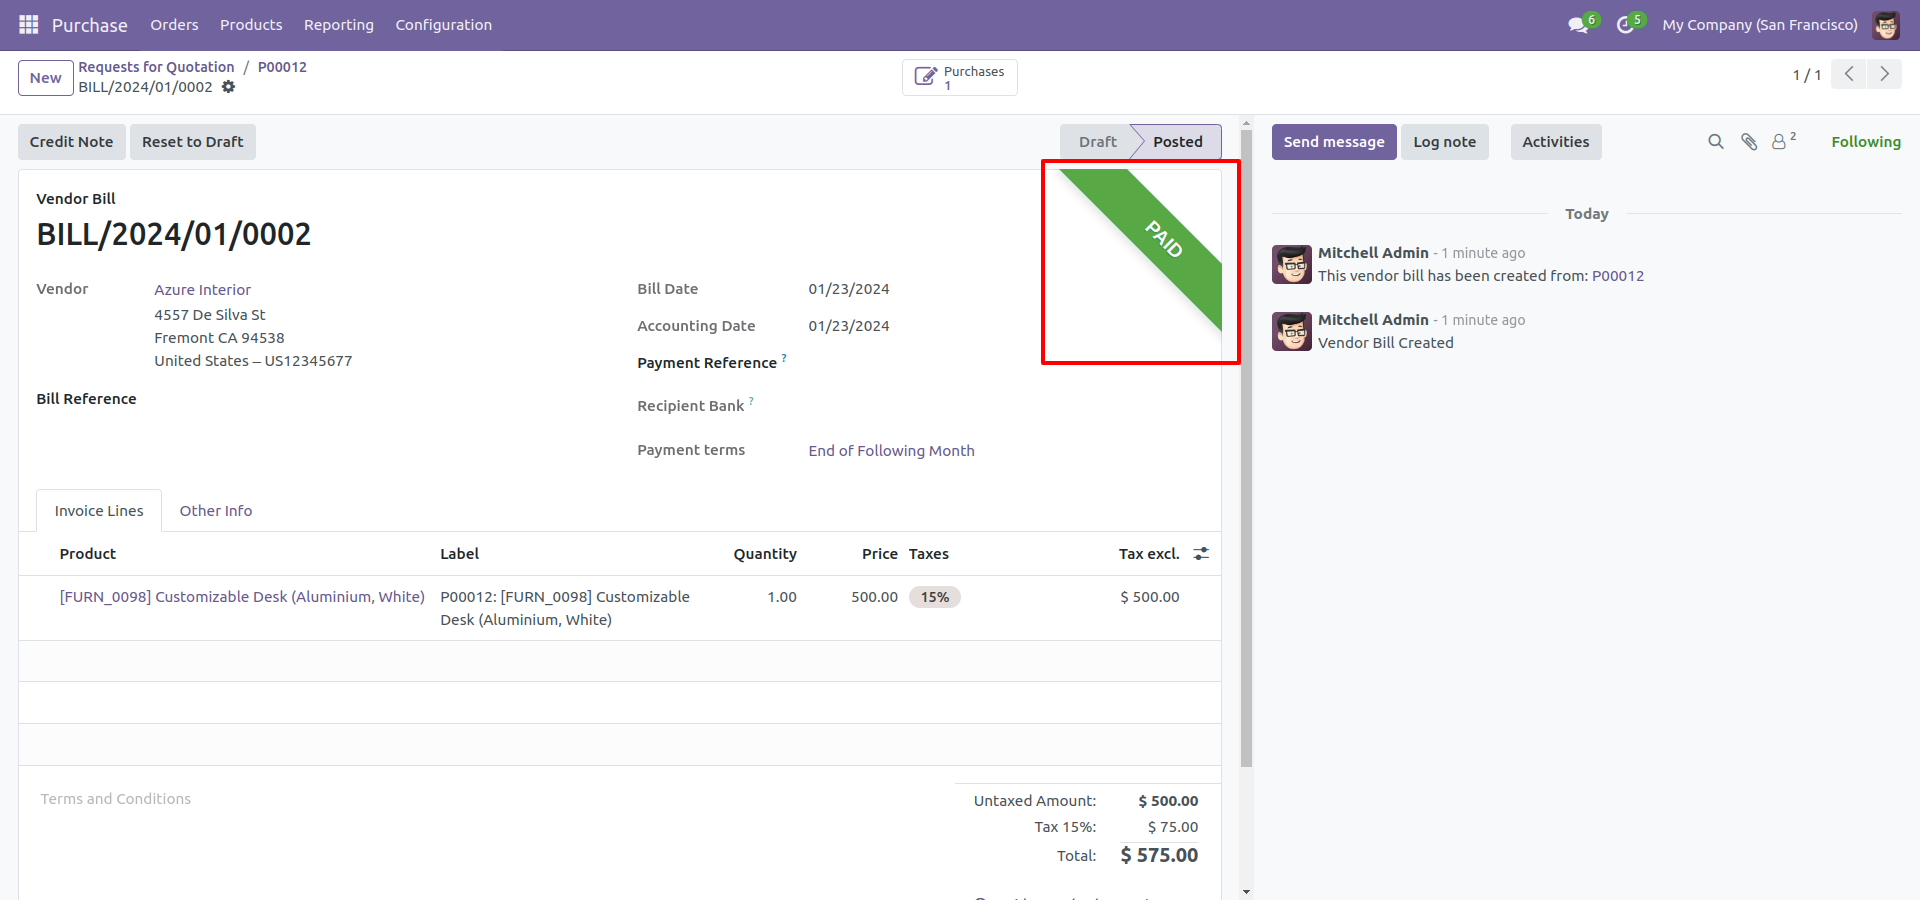 Purchase Orders Products Reporting Configuration 6 5 My Company (San Francisco)
New Requests for Quotation / P00012
BILL/2024/01/0002
Purchases
1
1 / 1
Credit Note Reset to Draft Draft Posted
Send message Log note Activities 2 Following
Vendor Bill
BILL/2024/01/0002
PAID
Vendor Azure Interior
4557 De Silva St
Fremont CA 94538
United States – US12345677
Bill Reference
Bill Date 01/23/2024
Accounting Date 01/23/2024
Payment Reference ?
Recipient Bank ?
Payment terms End of Following Month
Invoice Lines Other Info
Product Label Quantity Price Taxes Tax excl.
[FURN_0098] Customizable Desk (Aluminium, White) P00012: [FURN_0098] Customizable 1.00 500.00 15% $ 500.00
Desk (Aluminium, White)
Terms and Conditions
Untaxed Amount: $ 500.00
Tax 15%: $ 75.00
Total: $ 575.00
Today
Mitchell Admin - 1 minute ago
This vendor bill has been created from: P00012
Mitchell Admin - 1 minute ago
Vendor Bill Created